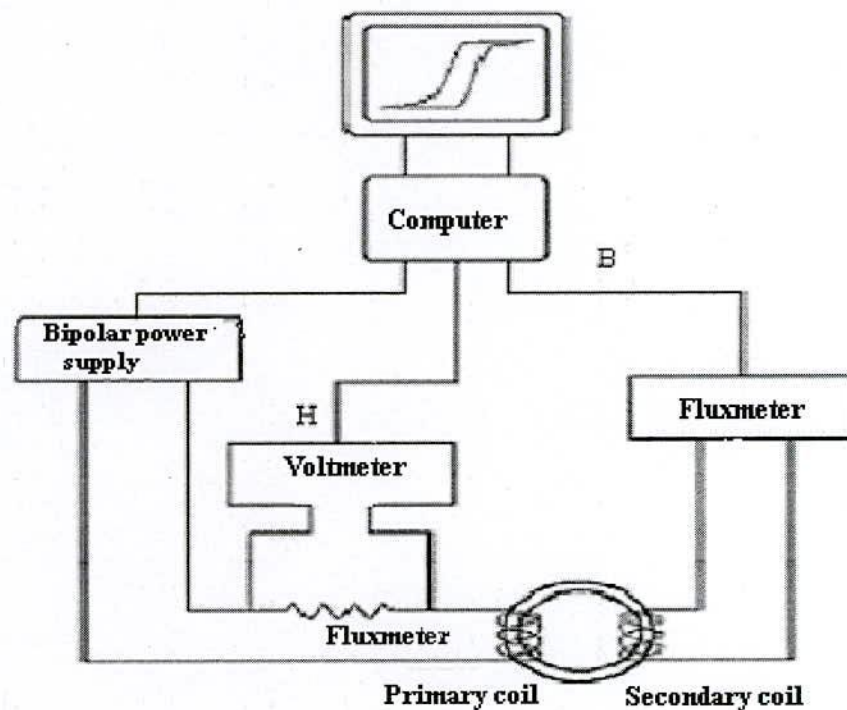 Computer
B
Bipolar power
supply
Fluxmeter
H
Voltmeter
Fluxmeter
Primary coil
Secondary coil